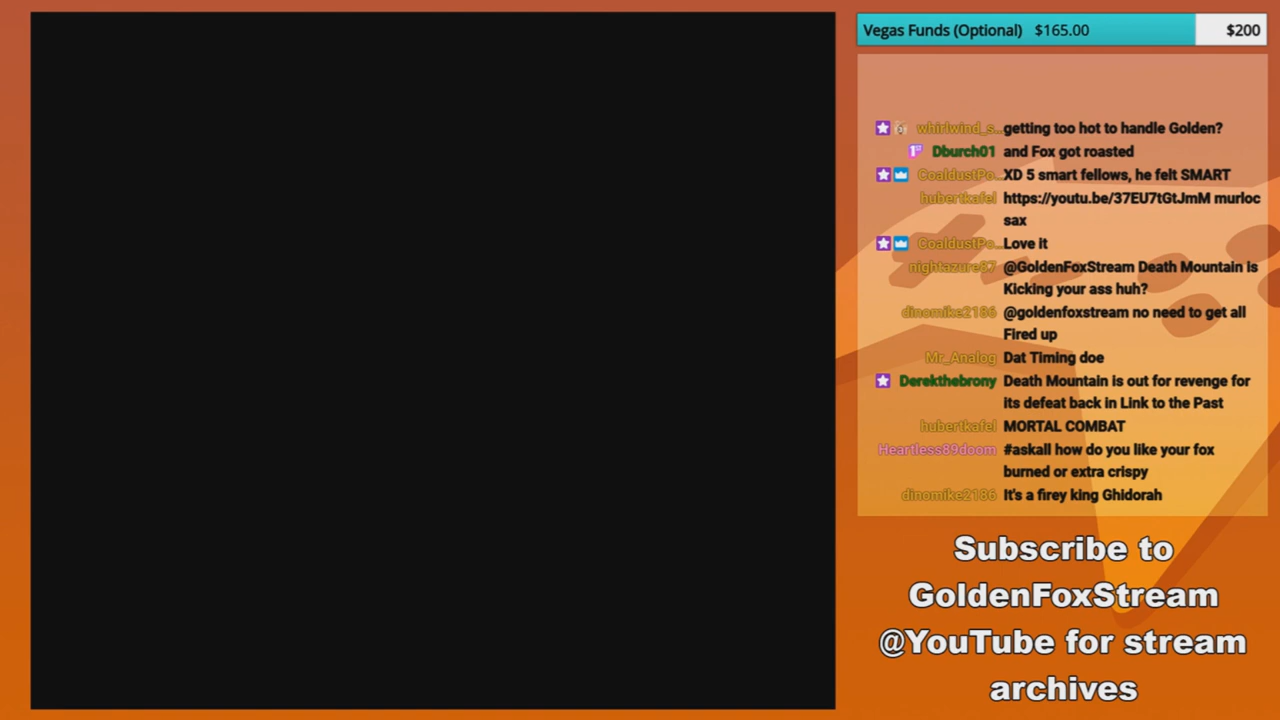 Vegas Funds (Optional) $165.00 $200
whirlwind_s... getting too hot to handle Golden?
Dburch01 and Fox got roasted
CoaldustPo... XD 5 smart fellows, he felt SMART
hubertkafel https://youtu.be/37EU7tGtJmM murloc
sax
CoaldustPo... Love it
nightazure87 @GoldenFoxStream Death Mountain is
Kicking your ass huh?
dinomike2186 @goldenfoxstream no need to get all
Fired up
Mr_Analog Dat Timing doe
Derekthebrony Death Mountain is out for revenge for
its defeat back in Link to the Past
hubertkafel MORTAL COMBAT
Heartless89doom #askall how do you like your fox
burned or extra crispy
dinomike2186 It's a firey king Ghidorah
Subscribe to
GoldenFoxStream
@YouTube for stream
archives